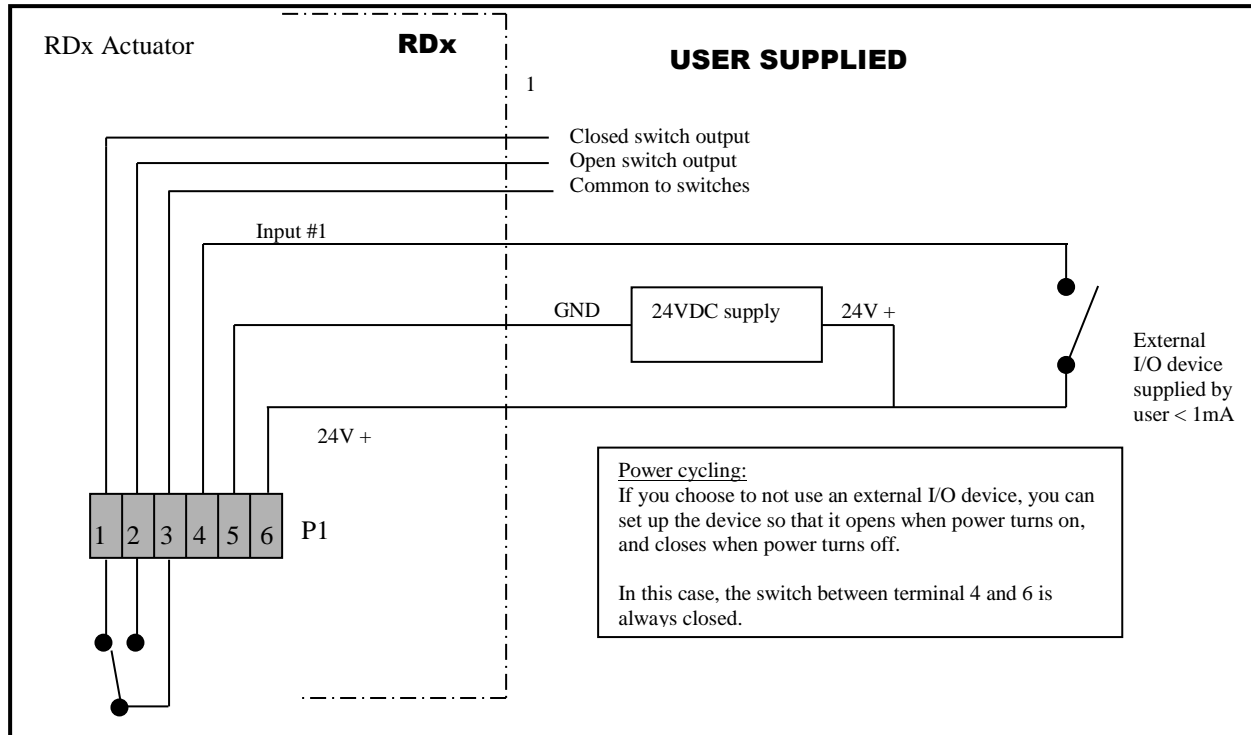 RDx Actuator
RDx
USER SUPPLIED
1
Closed switch output
Open switch output
Common to switches
Input #1
GND
24VDC supply
24V +
External
I/O device
supplied by
user < 1mA
24V +
1 2 3 4 5 6
P1
Power cycling:
If you choose to not use an external I/O device, you can
set up the device so that it opens when power turns on,
and closes when power turns off.
In this case, the switch between terminal 4 and 6 is
always closed.